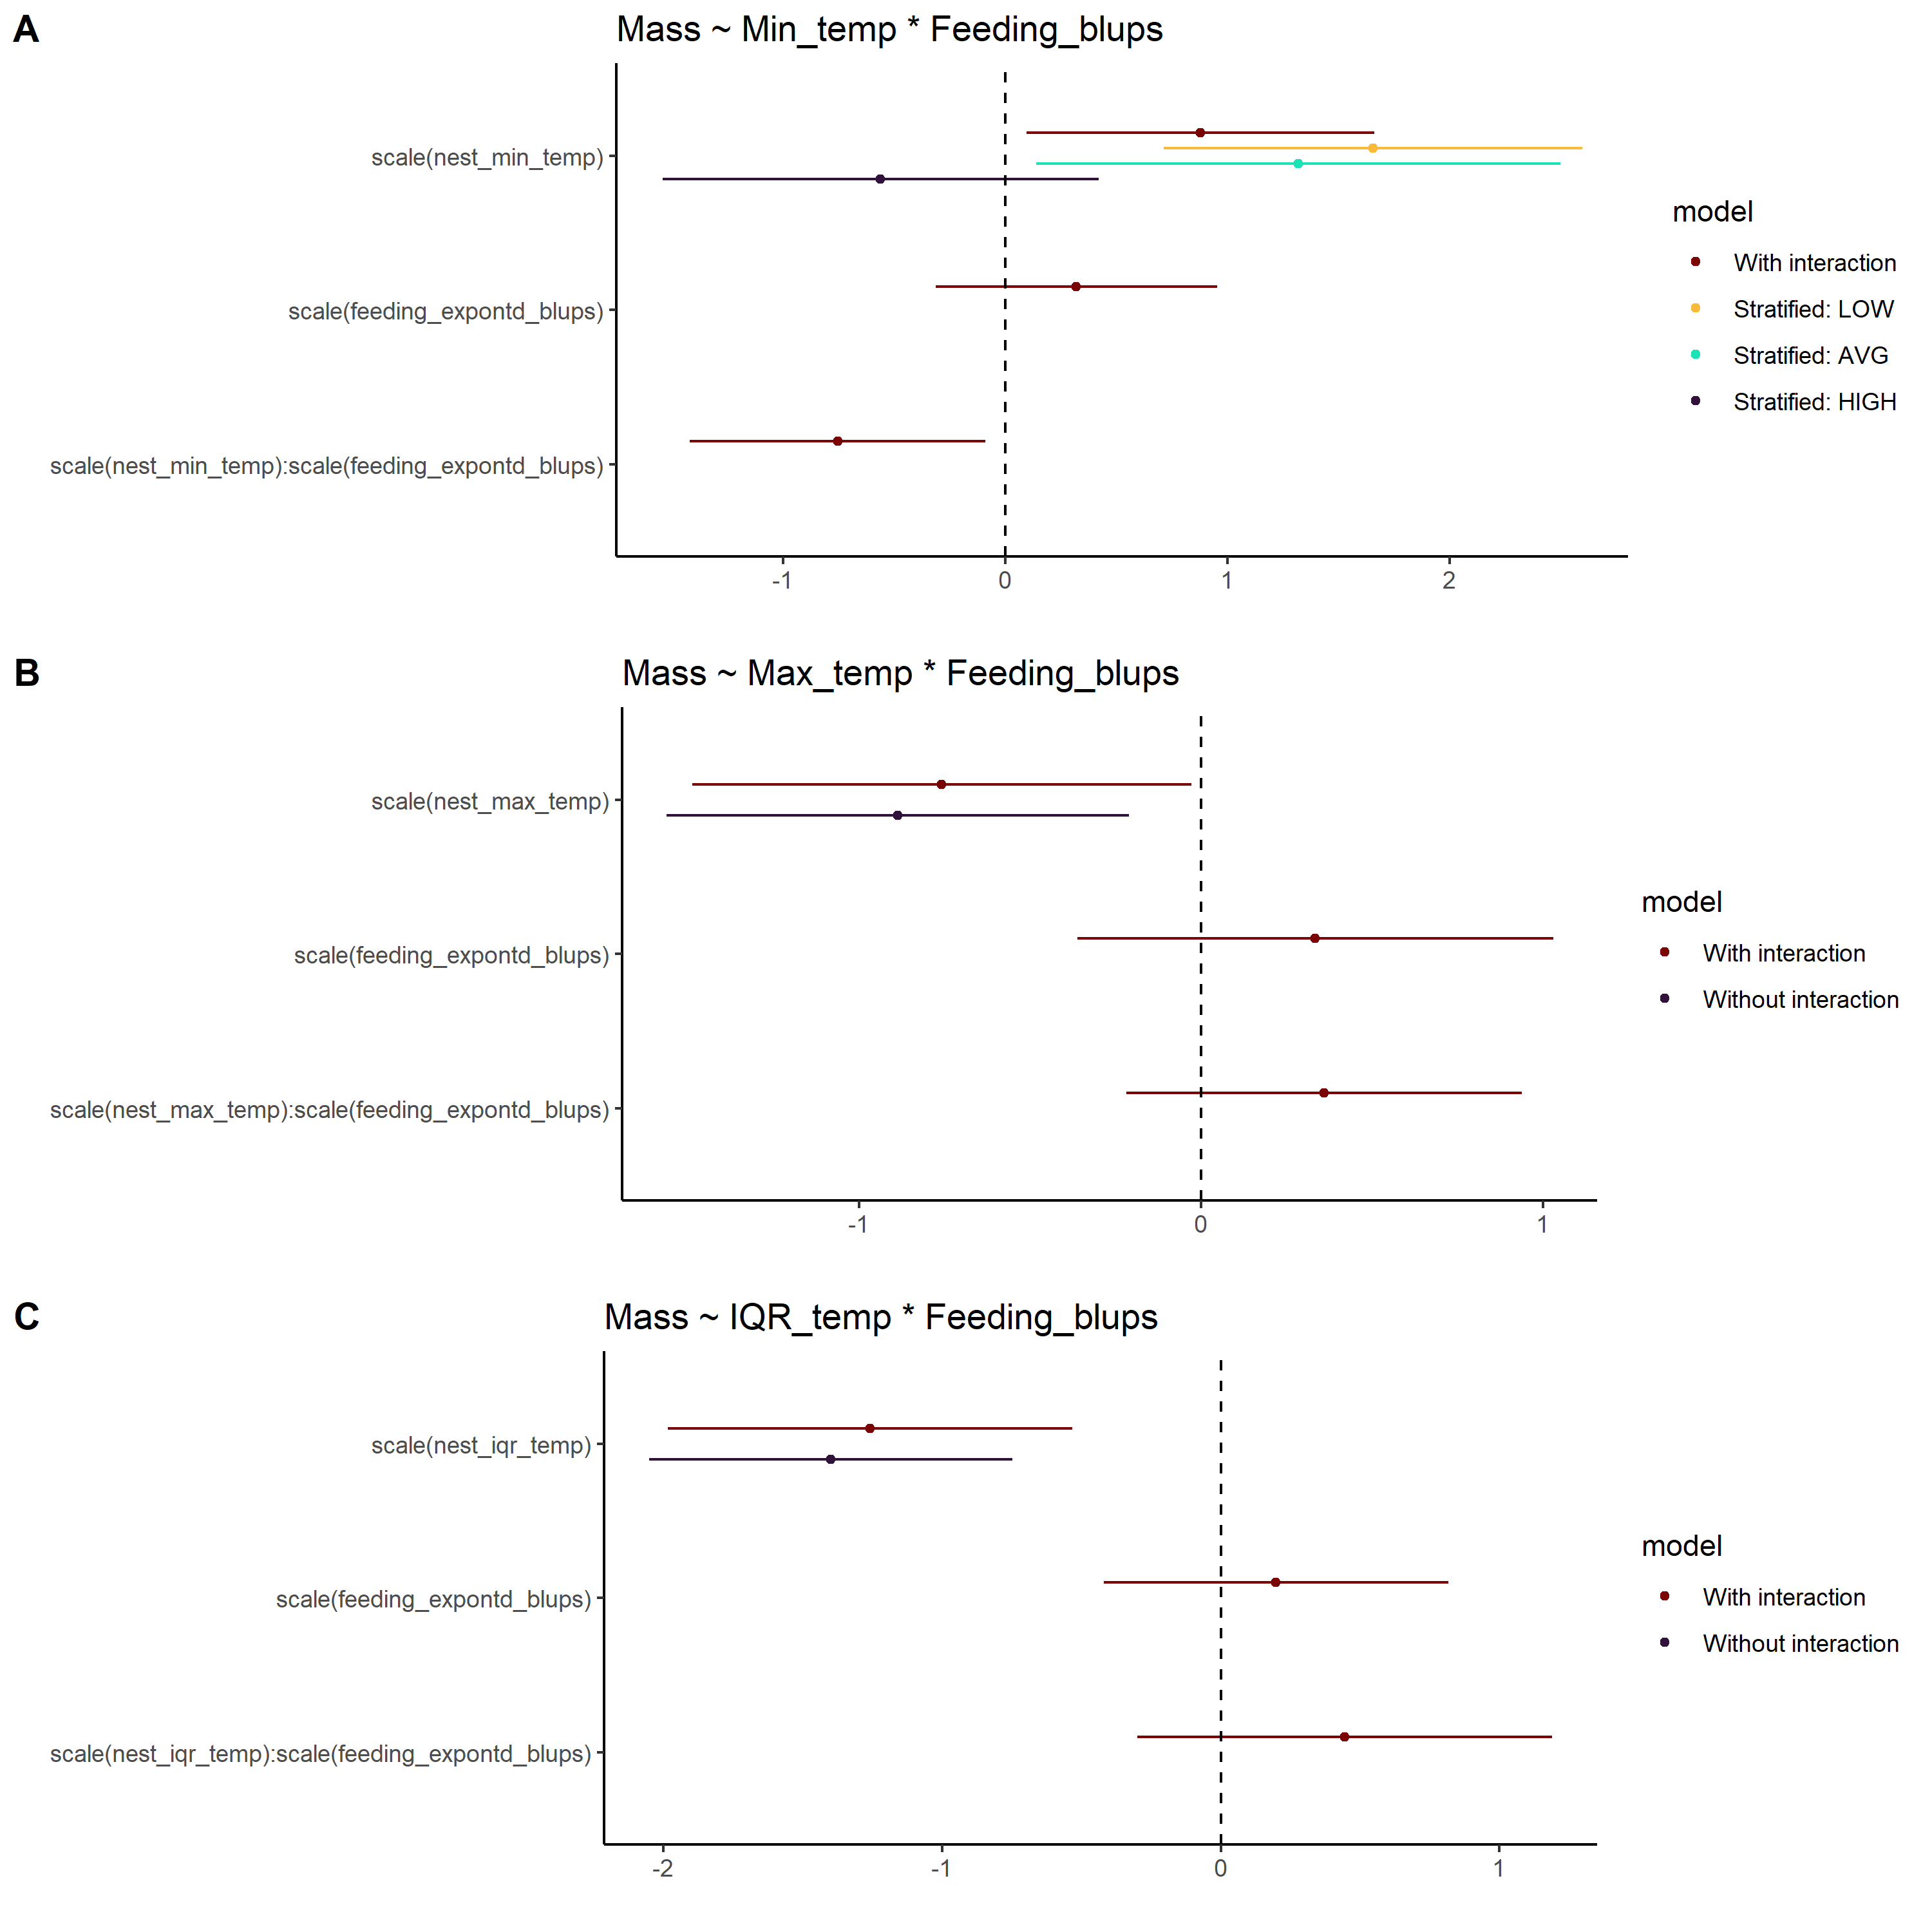 A
Mass ~ Min_temp * Feeding_blups
scale(nest_min_temp)
scale(feeding_expontd_blups)
scale(nest_min_temp):scale(feeding_expontd_blups)
-1 0 1 2
model
With interaction
Stratified: LOW
Stratified: AVG
Stratified: HIGH
B
Mass ~ Max_temp * Feeding_blups
scale(nest_max_temp)
scale(feeding_expontd_blups)
scale(nest_max_temp):scale(feeding_expontd_blups)
-1 0 1
model
With interaction
Without interaction
C
Mass ~ IQR_temp * Feeding_blups
scale(nest_iqr_temp)
scale(feeding_expontd_blups)
scale(nest_iqr_temp):scale(feeding_expontd_blups)
-2 -1 0 1
model
With interaction
Without interaction